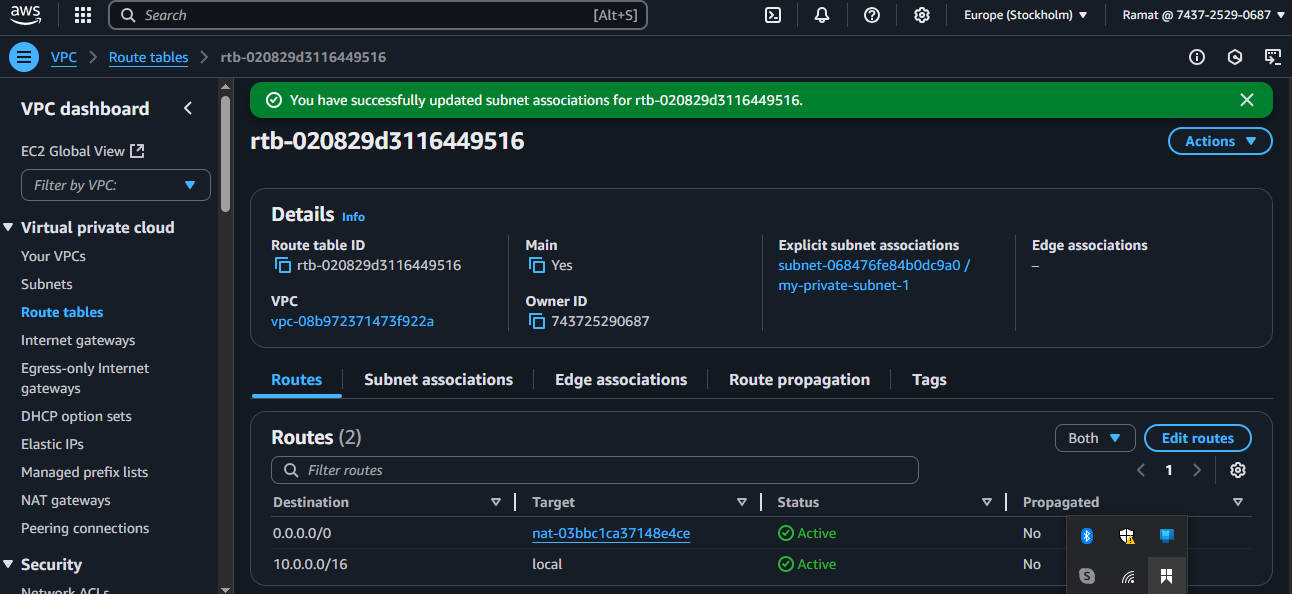 aws
Search [Alt+S]
Europe (Stockholm)
Ramat @ 7437-2529-0687
VPC
Route tables
rtb-020829d3116449516
VPC dashboard
EC2 Global View
Filter by VPC:
Virtual private cloud
Your VPCs
Subnets
Route tables
Internet gateways
Egress-only Internet
gateways
DHCP option sets
Elastic IPs
Managed prefix lists
NAT gateways
Peering connections
Security
Network ACLs
You have successfully updated subnet associations for rtb-020829d3116449516.
rtb-020829d3116449516
Actions
Details Info
Route table ID
rtb-020829d3116449516
Main
Yes
Explicit subnet associations
subnet-068476fe84b0dc9a0 /
my-private-subnet-1
Edge associations
–
VPC
vpc-08b972371473f922a
Owner ID
743725290687
Routes Subnet associations Edge associations Route propagation Tags
Routes (2)
Both
Edit routes
Filter routes
1
Destination Target Status Propagated
0.0.0.0/0 nat-03bbc1ca37148e4ce Active No
10.0.0.0/16 local Active No